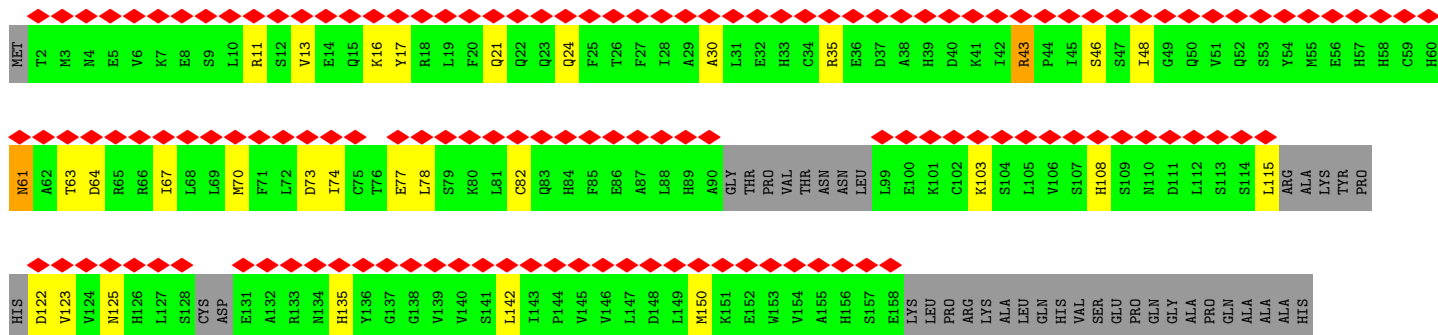 MET T2 M3 N4 E5 V6 K7 E8 S9 L10 R11 S12 V13 E14 Q15 K16 Y17 R18 L19 F20 Q21 Q22 Q23 Q24 F25 T26 F27 I28 A29 A30 L31 E32 H33 C34 R35 E36 D37 A38 H39 D40 K41 I42 R43 P44 I45 S46 S47 I48 G49 Q50 V51 Q52 S53 Y54 M55 E56 H57 H58 C59 H60
N61 A62 T63 D64 R65 R66 I67 L68 L69 M70 F71 L72 D73 I74 C75 T76 E77 L78 S79 K80 L81 C82 Q83 H84 F85 E86 A87 L88 H89 A90 GLY THR PRO VAL THR ASN ASN LEU L99 E100 K101 C102 K103 S104 L105 V106 S107 H108 S109 N110 D111 L112 S113 S114 L115 ARG ALA LYS TYR PRO
HIS D122 V123 V124 N125 H126 L127 S128 CYS ASP E131 A132 R133 N134 H135 Y136 G137 G138 V139 V140 S141 L142 I143 P144 V145 V146 L147 D148 L149 M150 K151 E152 W153 V154 A155 H156 S157 E158 LYS LEU PRO ARG LYS ALA LEU GLN HIS VAL SER GLU PRO GLN GLY ALA PRO GLN ALA ALA ALA HIS